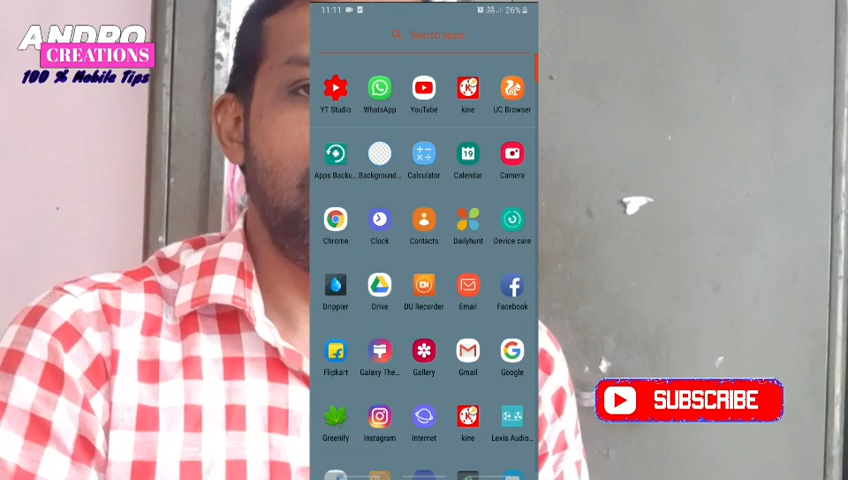 ANDRO
CREATIONS
100 % Mobile Tips
11:11
26%
Search apps
YT Studio WhatsApp YouTube kine UC Browser
Apps Backu... Background... Calculator Calendar Camera
Chrome Clock Contacts Dailyhunt Device care
Drippler Drive DU Recorder Email Facebook
Flipkart Galaxy The... Gallery Gmail Google
Greenify Instagram Internet kine Lexis Audio...
19
SUBSCRIBE